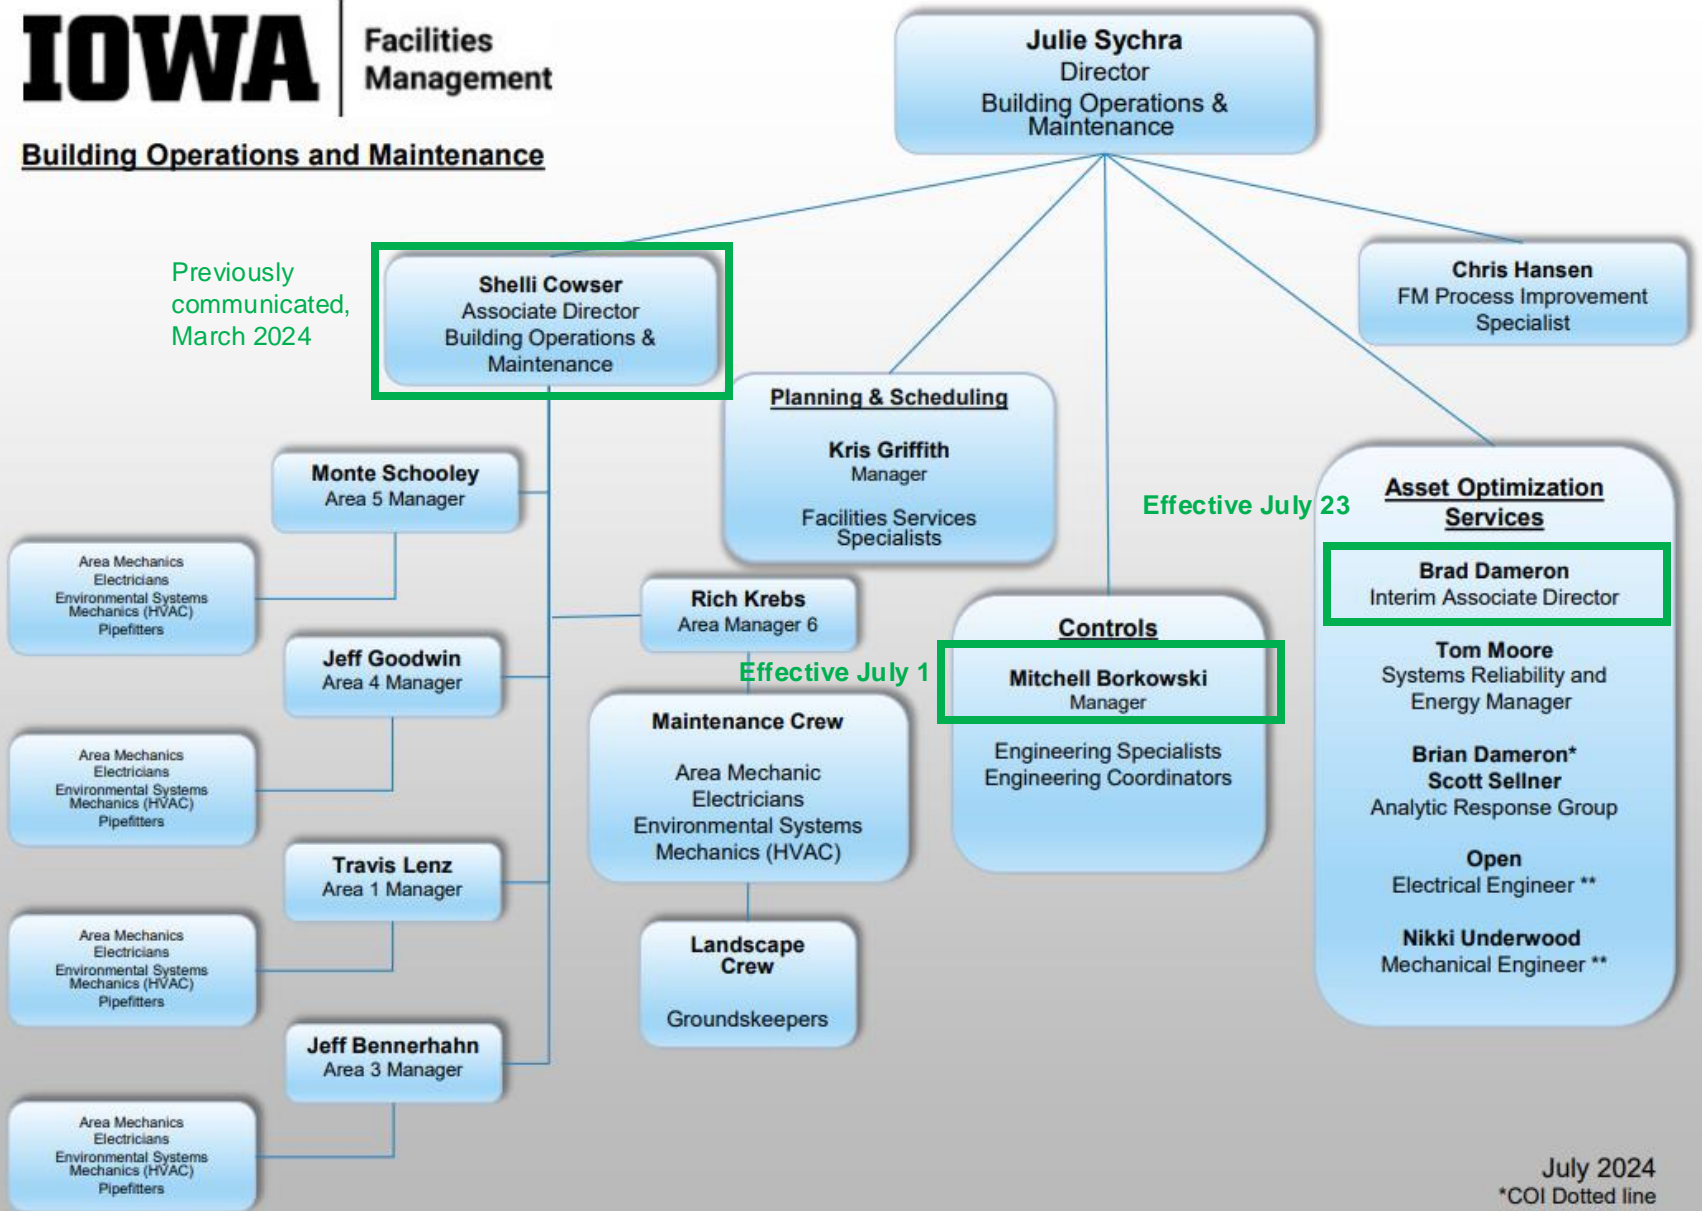 IOWA
Facilities
Management
Building Operations and Maintenance
Julie Sychra
Director
Building Operations &
Maintenance
Previously
communicated,
March 2024
Shelli Cowser
Associate Director
Building Operations &
Maintenance
Chris Hansen
FM Process Improvement
Specialist
Planning & Scheduling
Kris Griffith
Manager
Facilities Services
Specialists
Monte Schooley
Area 5 Manager
Area Mechanics
Electricians
Environmental Systems
Mechanics (HVAC)
Pipefitters
Jeff Goodwin
Area 4 Manager
Area Mechanics
Electricians
Environmental Systems
Mechanics (HVAC)
Pipefitters
Travis Lenz
Area 1 Manager
Area Mechanics
Electricians
Environmental Systems
Mechanics (HVAC)
Pipefitters
Jeff Bennerhahn
Area 3 Manager
Area Mechanics
Electricians
Environmental Systems
Mechanics (HVAC)
Pipefitters
Rich Krebs
Area Manager 6
Maintenance Crew
Area Mechanic
Electricians
Environmental Systems
Mechanics (HVAC)
Landscape
Crew
Groundskeepers
Effective July 1
Controls
Mitchell Borkowski
Manager
Engineering Specialists
Engineering Coordinators
Effective July 23
Asset Optimization
Services
Brad Dameron
Interim Associate Director
Tom Moore
Systems Reliability and
Energy Manager
Brian Dameron*
Scott Sellner
Analytic Response Group
Open
Electrical Engineer **
Nikki Underwood
Mechanical Engineer **
July 2024
*COI Dotted line